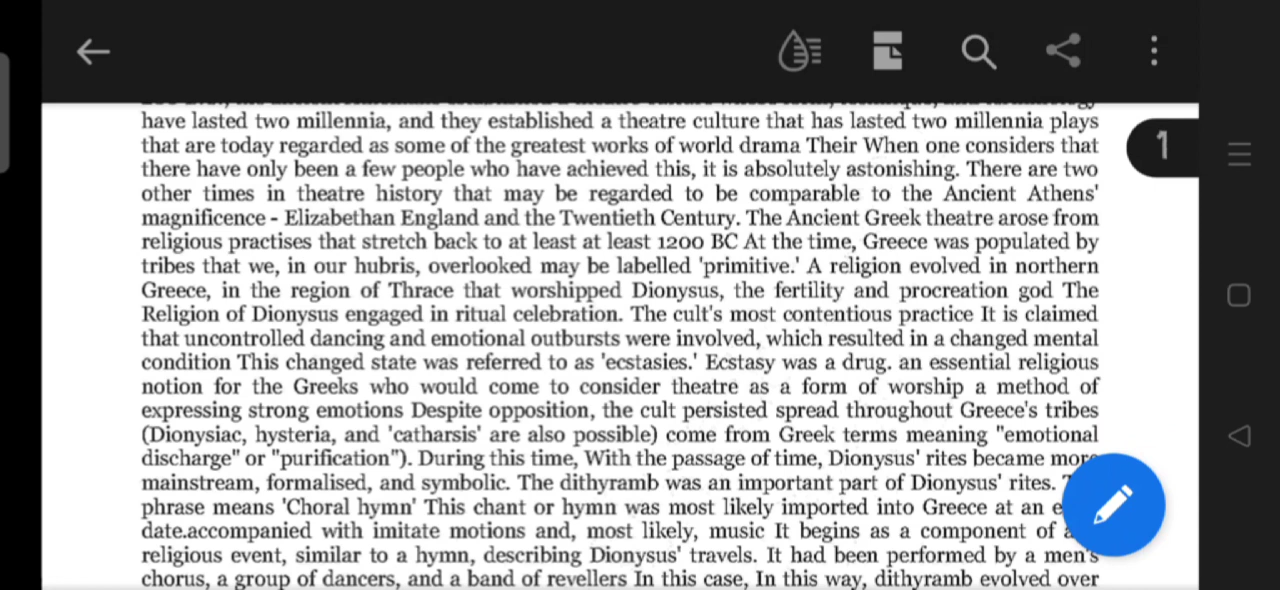 1
have lasted two millennia, and they established a theatre culture that has lasted two millennia plays
that are today regarded as some of the greatest works of world drama Their When one considers that
there have only been a few people who have achieved this, it is absolutely astonishing. There are two
other times in theatre history that may be regarded to be comparable to the Ancient Athens'
magnificence - Elizabethan England and the Twentieth Century. The Ancient Greek theatre arose from
religious practises that stretch back to at least at least 1200 BC At the time, Greece was populated by
tribes that we, in our hubris, overlooked may be labelled 'primitive.' A religion evolved in northern
Greece, in the region of Thrace that worshipped Dionysus, the fertility and procreation god The
Religion of Dionysus engaged in ritual celebration. The cult's most contentious practice It is claimed
that uncontrolled dancing and emotional outbursts were involved, which resulted in a changed mental
condition This changed state was referred to as 'ecstasies.' Ecstasy was a drug. an essential religious
notion for the Greeks who would come to consider theatre as a form of worship a method of
expressing strong emotions Despite opposition, the cult persisted spread throughout Greece's tribes
(Dionysiac, hysteria, and 'catharsis' are also possible) come from Greek terms meaning "emotional
discharge" or "purification"). During this time, With the passage of time, Dionysus' rites became more
mainstream, formalised, and symbolic. The dithyramb was an important part of Dionysus' rites.
phrase means 'Choral hymn' This chant or hymn was most likely imported into Greece at an
date.accompanied with imitate motions and, most likely, music It begins as a component of
religious event, similar to a hymn, describing Dionysus' travels. It had been performed by a men's
chorus, a group of dancers, and a band of revellers In this case, In this way, dithyramb evolved over